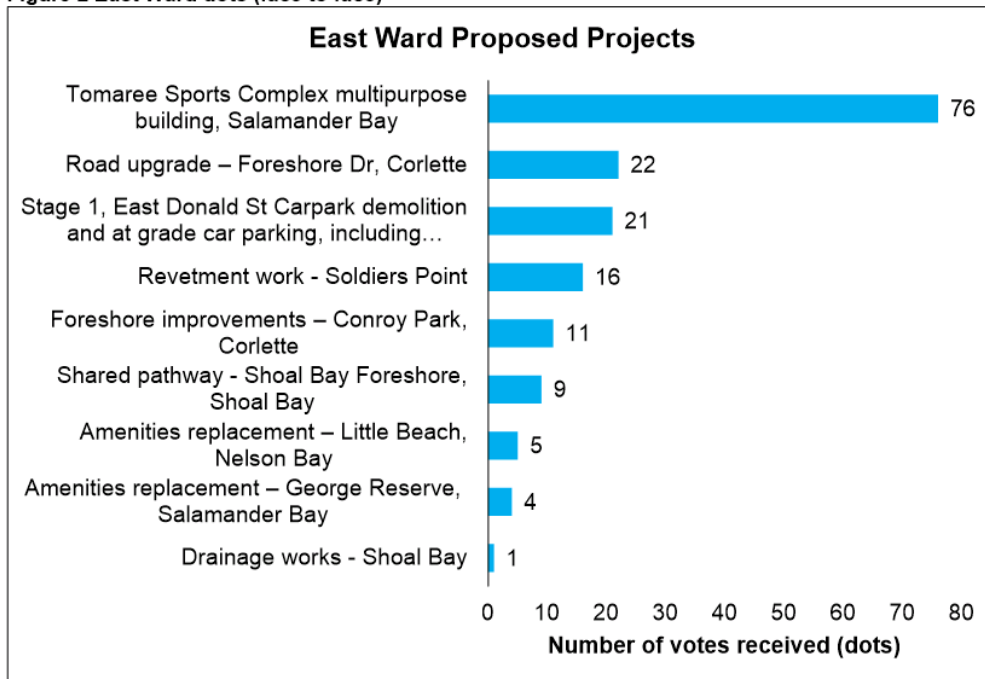 East Ward Proposed Projects
Tomaree Sports Complex multipurpose
building, Salamander Bay
76
Road upgrade – Foreshore Dr, Corlette
22
Stage 1, East Donald St Carpark demolition
and at grade car parking, including…
21
Revetment work - Soldiers Point
16
Foreshore improvements – Conroy Park,
Corlette
11
Shared pathway - Shoal Bay Foreshore,
Shoal Bay
9
Amenities replacement – Little Beach,
Nelson Bay
5
Amenities replacement – George Reserve,
Salamander Bay
4
Drainage works - Shoal Bay
1
0 10 20 30 40 50 60 70 80
Number of votes received (dots)